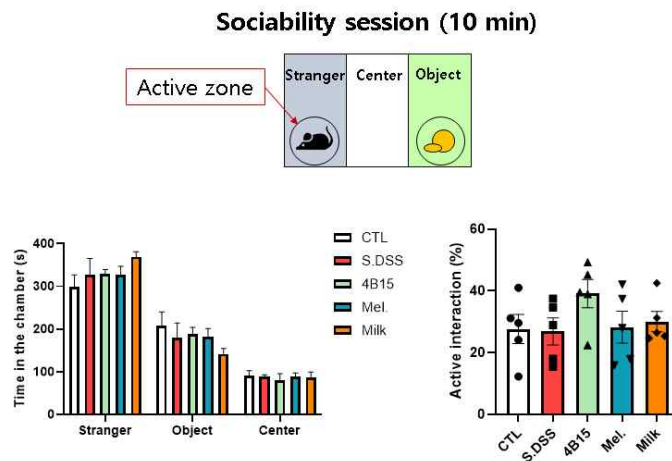 Sociability session (10 min)
Stranger Center Object
Active zone
Time in the chamber (s)
400
300
200
100
0
Stranger Object Center
CTL
S.DSS
4B15
Mel.
Milk
Active interaction (%)
60
40
20
0
CTL S.DSS 4B15 Mel. Milk